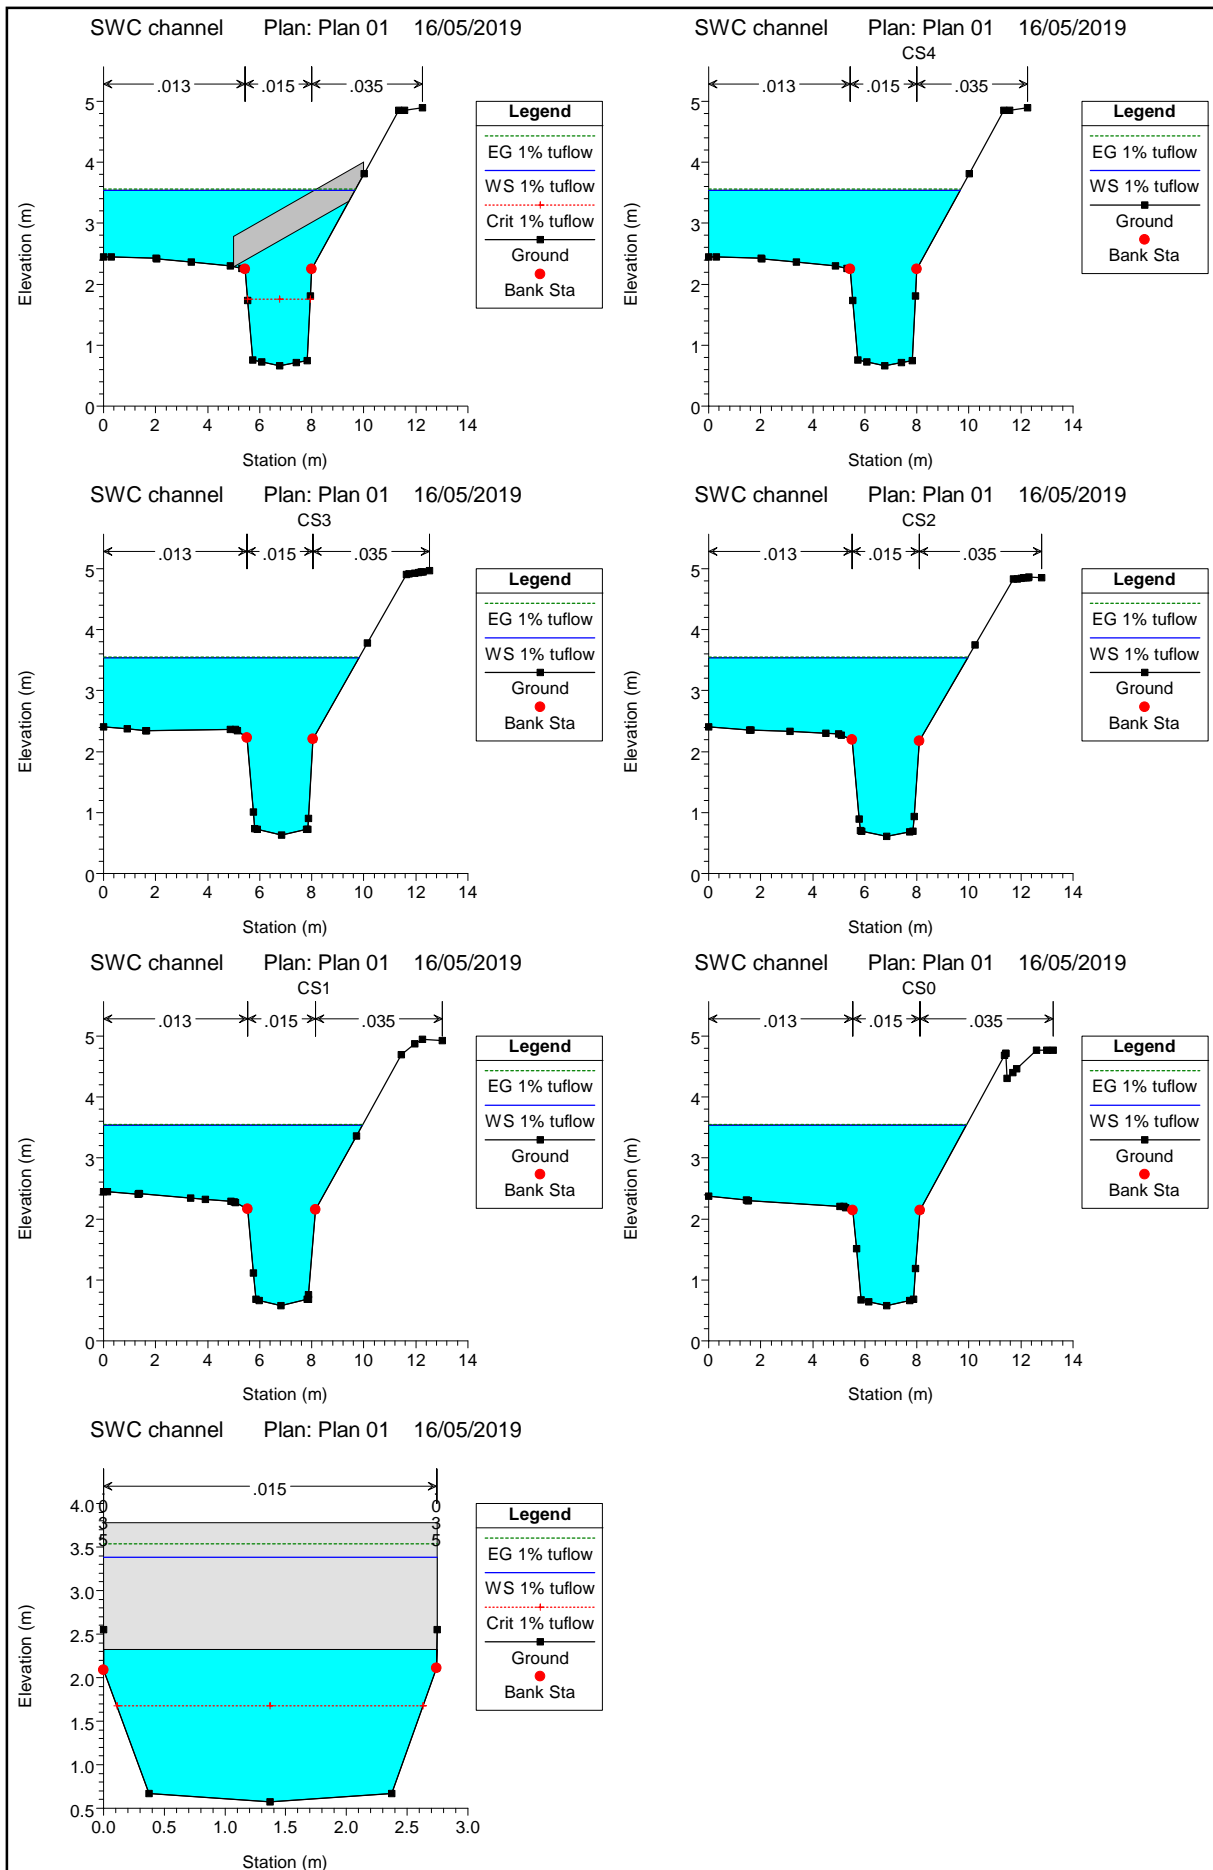 SWC channel Plan: Plan 01 16/05/2019
.013 .015 .035
Legend
EG 1% tuflow
WS 1% tuflow
Crit 1% tuflow
Ground
Bank Sta
5
4
3
2
1
0
0 2 4 6 8 10 12 14
Elevation (m)
Station (m)
SWC channel Plan: Plan 01 16/05/2019
CS4
.013 .015 .035
Legend
EG 1% tuflow
WS 1% tuflow
Ground
Bank Sta
5
4
3
2
1
0
0 2 4 6 8 10 12 14
Elevation (m)
Station (m)
SWC channel Plan: Plan 01 16/05/2019
CS3
.013 .015 .035
Legend
EG 1% tuflow
WS 1% tuflow
Ground
Bank Sta
5
4
3
2
1
0
0 2 4 6 8 10 12 14
Elevation (m)
Station (m)
SWC channel Plan: Plan 01 16/05/2019
CS2
.013 .015 .035
Legend
EG 1% tuflow
WS 1% tuflow
Ground
Bank Sta
5
4
3
2
1
0
0 2 4 6 8 10 12 14
Elevation (m)
Station (m)
SWC channel Plan: Plan 01 16/05/2019
CS1
.013 .015 .035
Legend
EG 1% tuflow
WS 1% tuflow
Ground
Bank Sta
5
4
3
2
1
0
0 2 4 6 8 10 12 14
Elevation (m)
Station (m)
SWC channel Plan: Plan 01 16/05/2019
CS0
.013 .015 .035
Legend
EG 1% tuflow
WS 1% tuflow
Ground
Bank Sta
5
4
3
2
1
0
0 2 4 6 8 10 12 14
Elevation (m)
Station (m)
SWC channel Plan: Plan 01 16/05/2019
.035 .015 .035
Legend
EG 1% tuflow
WS 1% tuflow
Crit 1% tuflow
Ground
Bank Sta
4.0
3.5
3.0
2.5
2.0
1.5
1.0
0.5
0.0 0.5 1.0 1.5 2.0 2.5 3.0
Elevation (m)
Station (m)